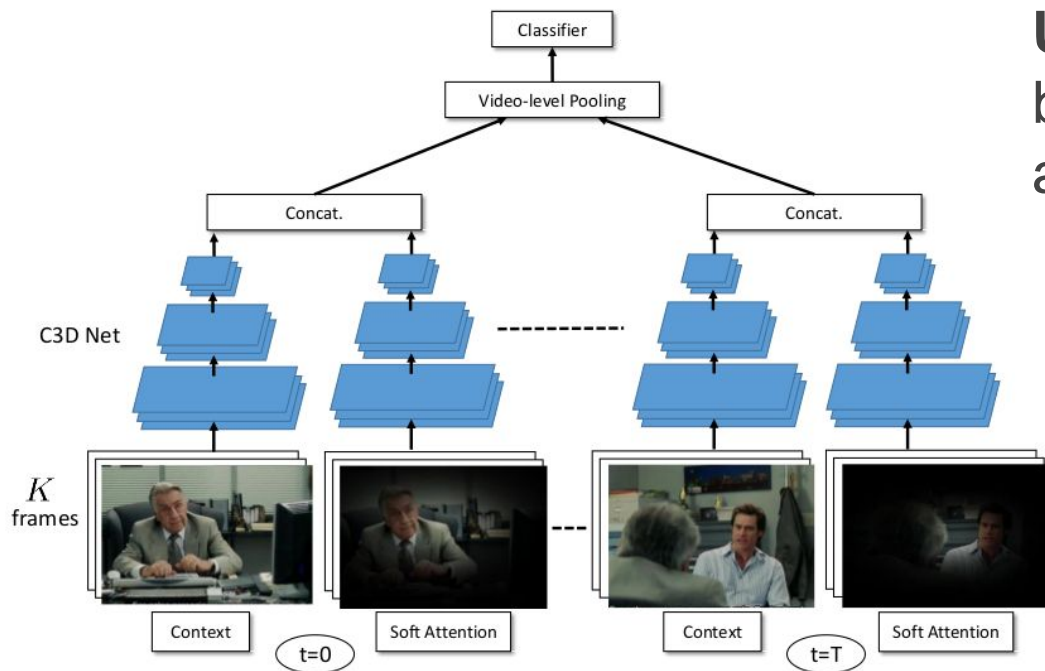 Classifier
Video-level Pooling
Concat.
Concat.
C3D Net
K
frames
Context
Soft Attention
Context
Soft Attention
t=0
t=T
U
b
a